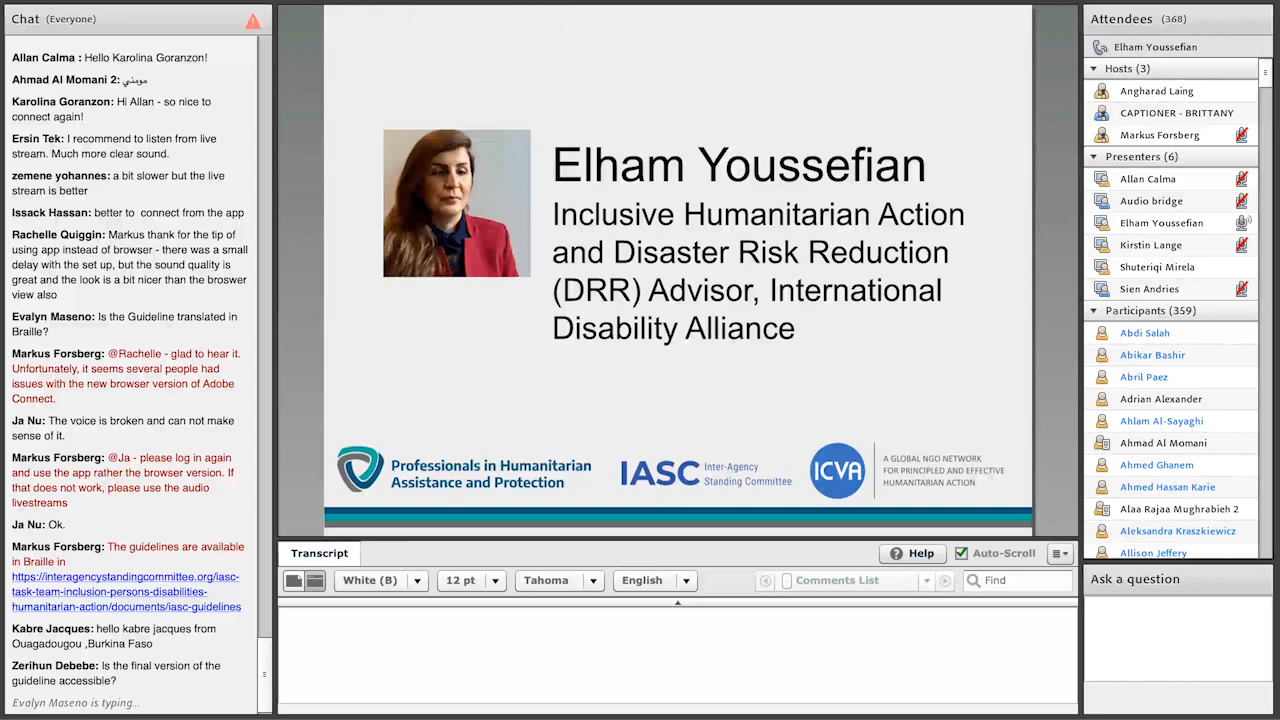 Chat (Everyone)
Allan Calma : Hello Karolina Goranzon!
Ahmad Al Momani 2: مومني
Karolina Goranzon: Hi Allan - so nice to
connect again!
Ersin Tek: I recommend to listen from live
stream. Much more clear sound.
zemene yohannes: a bit slower but the live
stream is better
Issack Hassan: better to  connect from the app
Rachelle Quiggin: Markus thank for the tip of
using app instead of browser - there was a small
delay with the set up, but the sound quality is
great and the look is a bit nicer than the broswer
view also
Evalyn Maseno: Is the Guideline translated in
Braille?
Markus Forsberg: @Rachelle - glad to hear it.
Unfortunately, it seems several people had
issues with the new browser version of Adobe
Connect.
Ja Nu: The voice is broken and can not make
sense of it.
Markus Forsberg: @Ja - please log in again
and use the app rather the browser version. If
that does not work, please use the audio
livestreams
Ja Nu: Ok.
Markus Forsberg: The guidelines are available
in Braille in
https://interagencystandingcommittee.org/iasc-
task-team-inclusion-persons-disabilities-
humanitarian-action/documents/iasc-guidelines
Kabre Jacques: hello kabre jacques from
Ouagadougou ,Burkina Faso
Zerihun Debebe: Is the final version of the
guideline accessible?
Evalyn Maseno is typing...
Elham Youssefian
Inclusive Humanitarian Action
and Disaster Risk Reduction
(DRR) Advisor, International
Disability Alliance
Professionals in Humanitarian
Assistance and Protection
IASC Inter-Agency
Standing Committee
ICVA
A GLOBAL NGO NETWORK
FOR PRINCIPLED AND EFFECTIVE
HUMANITARIAN ACTION
Transcript
Help
Auto-Scroll
White (B)
12 pt
Tahoma
English
Comments List
Find
Attendees (368)
Elham Youssefian
Hosts (3)
Angharad Laing
CAPTIONER - BRITTANY
Markus Forsberg
Presenters (6)
Allan Calma
Audio bridge
Elham Youssefian
Kirstin Lange
Shuteriqi Mirela
Sien Andries
Participants (359)
Abdi Salah
Abikar Bashir
Abril Paez
Adrian Alexander
Ahlam Al-Sayaghi
Ahmad Al Momani
Ahmed Ghanem
Ahmed Hassan Karie
Alaa Rajaa Mughrabieh 2
Aleksandra Kraszkiewicz
Allison Jeffery
Ask a question